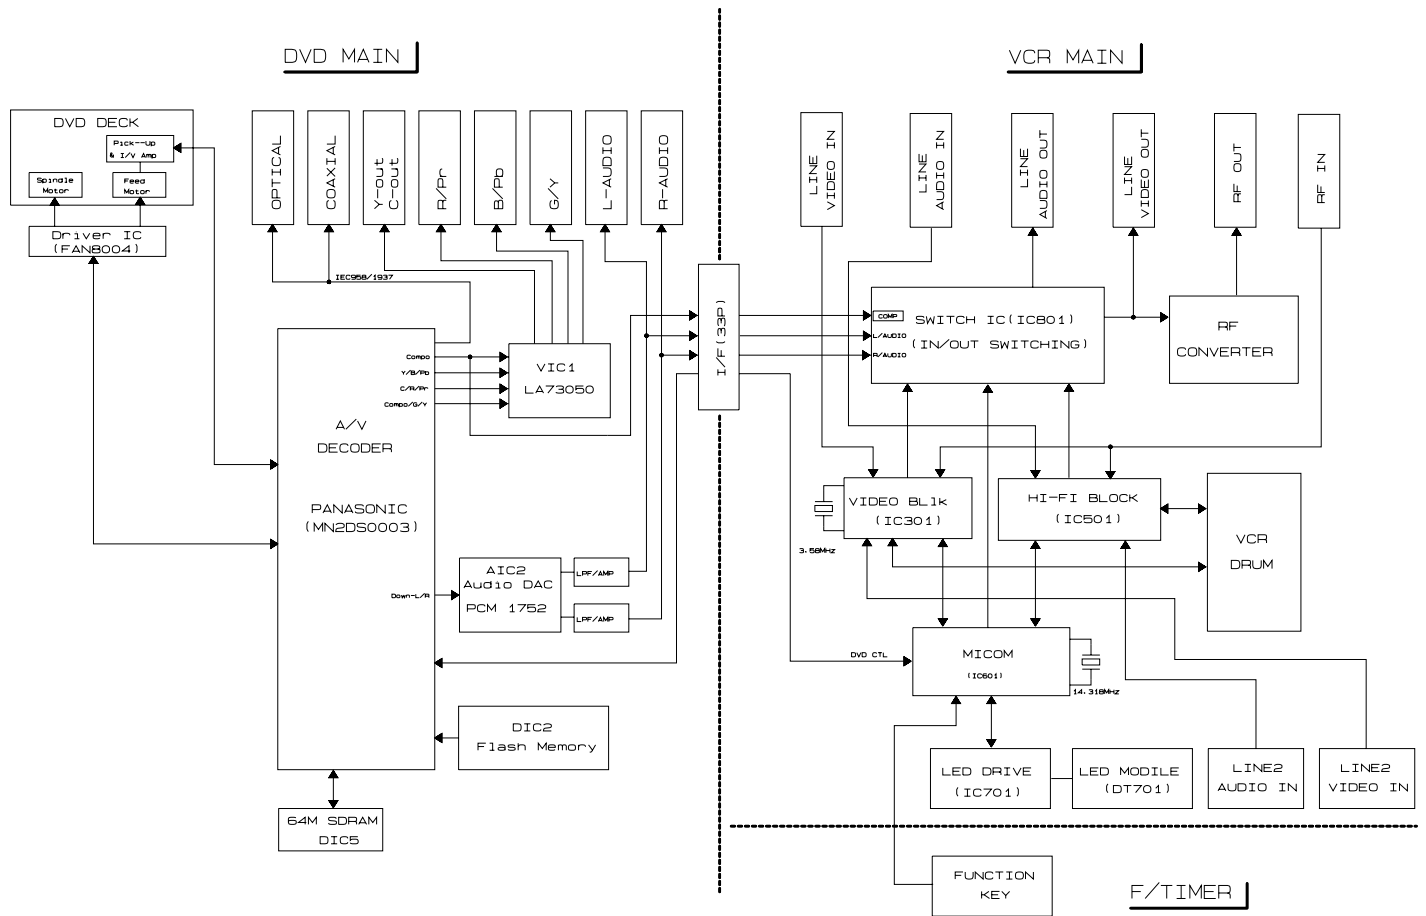 DVD MAIN
VCR MAIN
DVD DECK
Pick--Up
& I/V Amp
Spindle
Motor
Feed
Motor
Driver IC
(FAN8004)
OPTICAL
COAXIAL
Y-out
C-out
R/Pr
B/Pb
G/Y
L-AUDIO
R-AUDIO
IEC958/1937
LINE
VIDEO IN
LINE
AUDIO IN
LINE
AUDIO OUT
LINE
VIDEO OUT
RF OUT
RF IN
I/F(33P)
COMP
L/AUDIO
R/AUDIO
SWITCH IC(IC801)
(IN/OUT SWITCHING)
RF
CONVERTER
Compo
Y/B/Pb
C/R/Pr
Compo/G/Y
VIC1
LA73050
A/V
DECODER
PANASONIC
(MN2DS0003)
Down-L/R
AIC2
Audio DAC
PCM 1752
LPF/AMP
LPF/AMP
DIC2
Flash Memory
64M SDRAM
DIC5
VIDEO BLlk
(IC301)
3.58MHz
HI-FI BLOCK
(IC501)
VCR
DRUM
DVD CTL
MICOM
(IC601)
14.318MHz
LED DRIVE
(IC701)
LED MODILE
(DT701)
LINE2
AUDIO IN
LINE2
VIDEO IN
FUNCTION
KEY
F/TIMER